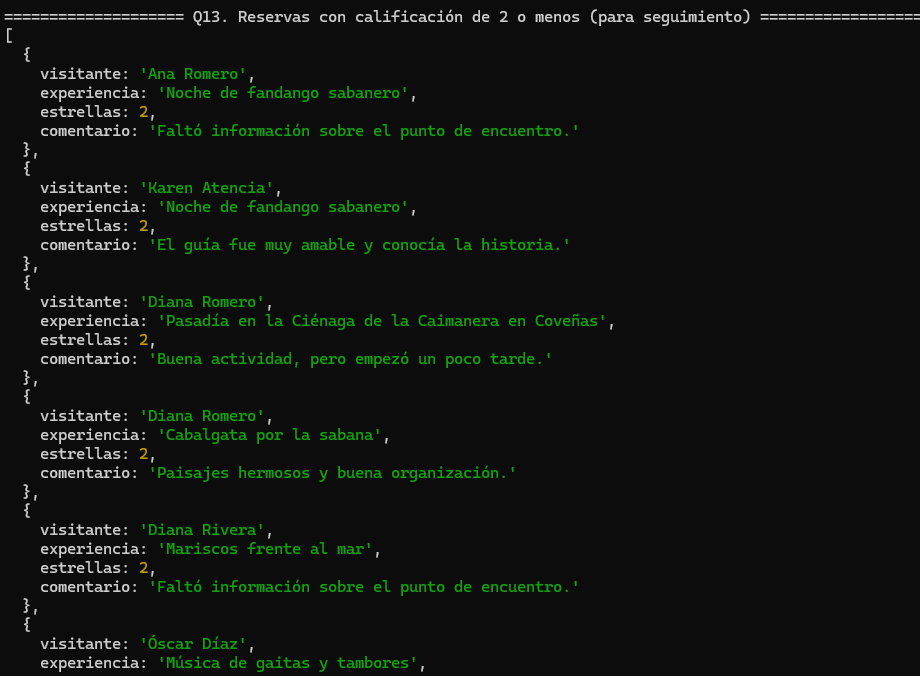 ==================== Q13. Reservas con calificación de 2 o menos (para seguimiento) ==================
[
  {
    visitante: 'Ana Romero',
    experiencia: 'Noche de fandango sabanero',
    estrellas: 2,
    comentario: 'Faltó información sobre el punto de encuentro.'
  },
  {
    visitante: 'Karen Atencia',
    experiencia: 'Noche de fandango sabanero',
    estrellas: 2,
    comentario: 'El guía fue muy amable y conocía la historia.'
  },
  {
    visitante: 'Diana Romero',
    experiencia: 'Pasadía en la Ciénaga de la Caimanera en Coveñas',
    estrellas: 2,
    comentario: 'Buena actividad, pero empezó un poco tarde.'
  },
  {
    visitante: 'Diana Romero',
    experiencia: 'Cabalgata por la sabana',
    estrellas: 2,
    comentario: 'Paisajes hermosos y buena organización.'
  },
  {
    visitante: 'Diana Rivera',
    experiencia: 'Mariscos frente al mar',
    estrellas: 2,
    comentario: 'Faltó información sobre el punto de encuentro.'
  },
  {
    visitante: 'Óscar Díaz',
    experiencia: 'Música de gaitas y tambores',